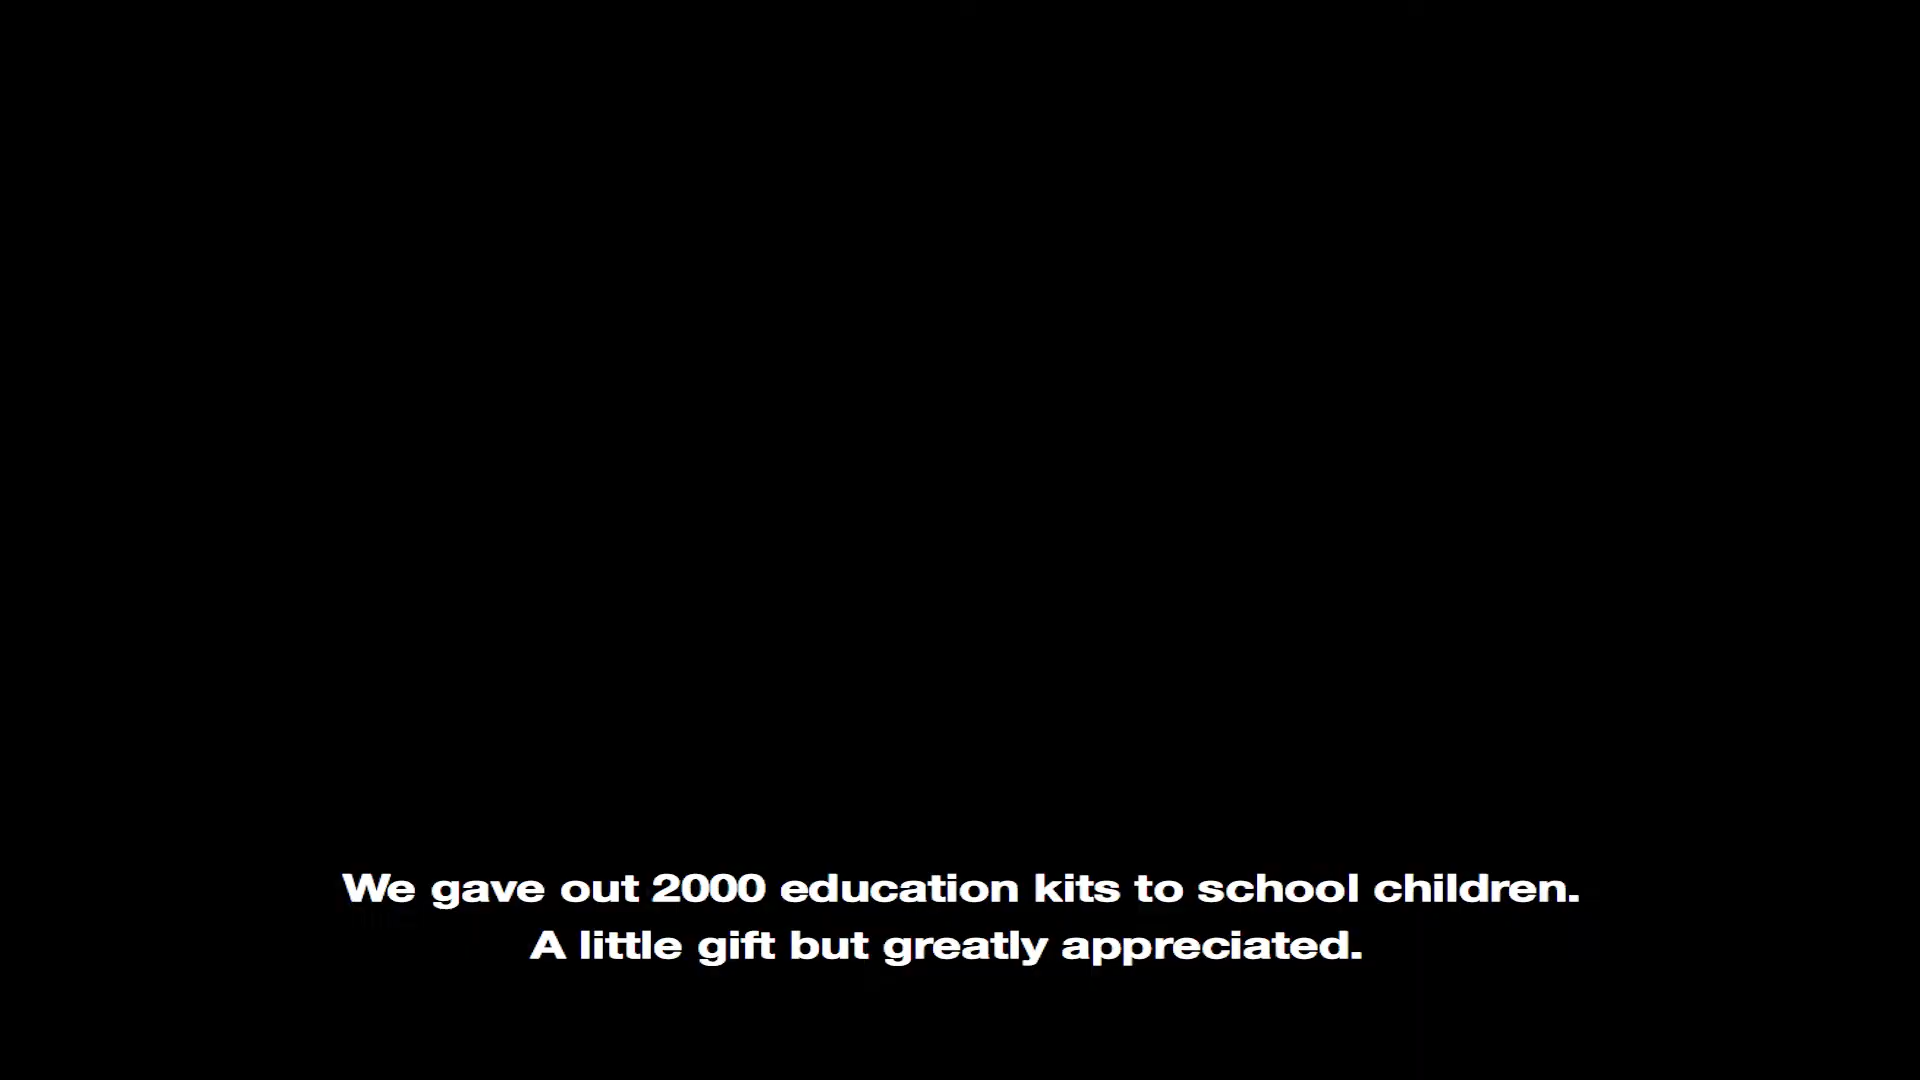 We gave out 2000 education kits to school children.
A little gift but greatly appreciated.